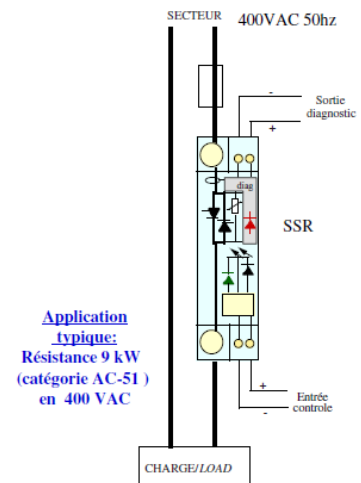 SECTEUR 400VAC 50hz
-
Sortie
diagnostic
+
diag
SSR
Application
typique:
Résistance 9 kW
(catégorie AC-51 )
en 400 VAC
+
Entrée
controle
-
CHARGE/LOAD